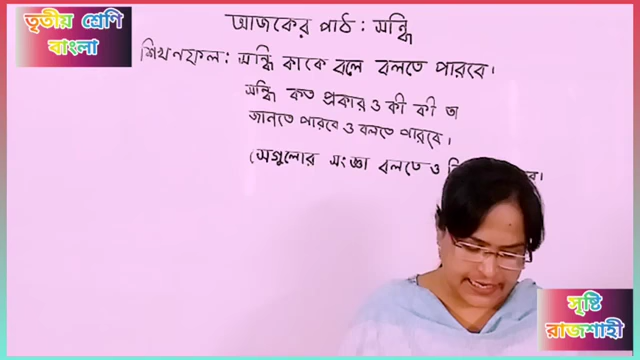 তৃতীয় শ্রেণি
বাংলা
আজকের পাঠ : সন্ধি
শিখনফল : সন্ধি কাকে বলে বলতে পারবে।
সন্ধি কত প্রকার ও কী কী তা
জানতে পারবে ও বলতে পারবে।
সেগুলোর সংজ্ঞা বলতে ও
সৃষ্টি
রাজশাহী